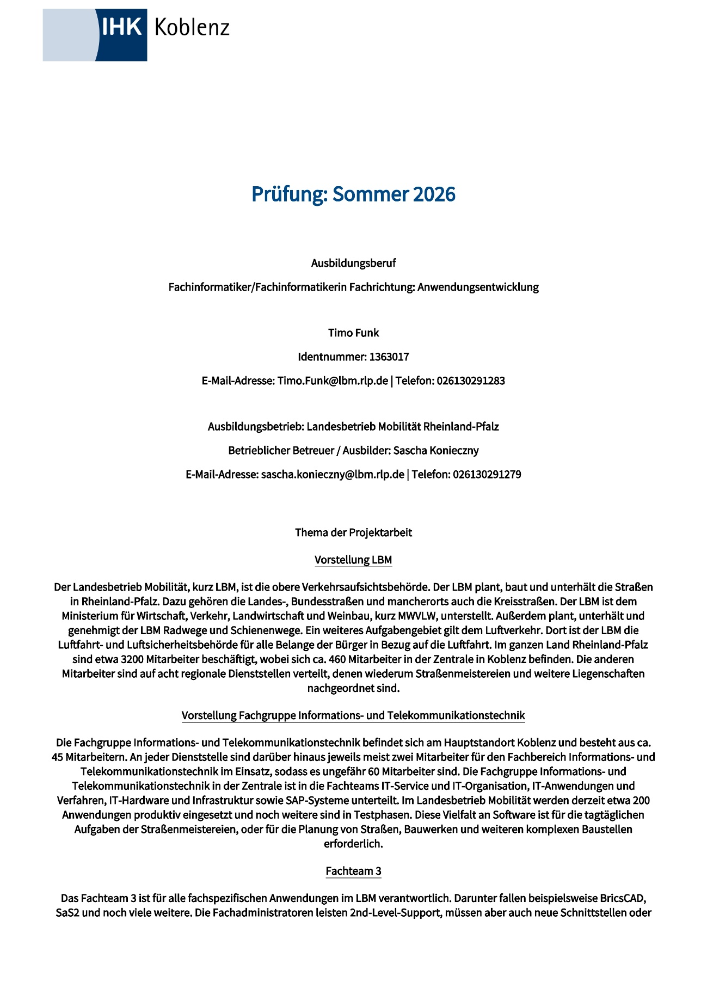 IHK Koblenz
Prüfung: Sommer 2026
Ausbildungsberuf
Fachinformatiker/Fachinformatikerin Fachrichtung: Anwendungsentwicklung
Timo Funk
Identnummer: 1363017
E-Mail-Adresse: Timo.Funk@lbm.rlp.de | Telefon: 026130291283
Ausbildungsbetrieb: Landesbetrieb Mobilität Rheinland-Pfalz
Betrieblicher Betreuer / Ausbilder: Sascha Konieczny
E-Mail-Adresse: sascha.konieczny@lbm.rlp.de | Telefon: 026130291279
Thema der Projektarbeit
Vorstellung LBM
Der Landesbetrieb Mobilität, kurz LBM, ist die obere Verkehrsaufsichtsbehörde. Der LBM plant, baut und unterhält die Straßen
in Rheinland-Pfalz. Dazu gehören die Landes-, Bundesstraßen und mancherorts auch die Kreisstraßen. Der LBM ist dem
Ministerium für Wirtschaft, Verkehr, Landwirtschaft und Weinbau, kurz MWVLW, unterstellt. Außerdem plant, unterhält und
genehmigt der LBM Radwege und Schienenwege. Ein weiteres Aufgabengebiet gilt dem Luftverkehr. Dort ist der LBM die
Luftfahrt- und Luftsicherheitsbehörde für alle Belange der Bürger in Bezug auf die Luftfahrt. Im ganzen Land Rheinland-Pfalz
sind etwa 3200 Mitarbeiter beschäftigt, wobei sich ca. 460 Mitarbeiter in der Zentrale in Koblenz befinden. Die anderen
Mitarbeiter sind auf acht regionale Dienststellen verteilt, denen wiederum Straßenmeistereien und weitere Liegenschaften
nachgeordnet sind.
Vorstellung Fachgruppe Informations- und Telekommunikationstechnik
Die Fachgruppe Informations- und Telekommunikationstechnik befindet sich am Hauptstandort Koblenz und besteht aus ca.
45 Mitarbeitern. An jeder Dienststelle sind darüber hinaus jeweils meist zwei Mitarbeiter für den Fachbereich Informations- und
Telekommunikationstechnik im Einsatz, sodass es ungefähr 60 Mitarbeiter sind. Die Fachgruppe Informations- und
Telekommunikationstechnik in der Zentrale ist in die Fachteams IT-Service und IT-Organisation, IT-Anwendungen und
Verfahren, IT-Hardware und Infrastruktur sowie SAP-Systeme unterteilt. Im Landesbetrieb Mobilität werden derzeit etwa 200
Anwendungen produktiv eingesetzt und noch weitere sind in Testphasen. Diese Vielfalt an Software ist für die tagtäglichen
Aufgaben der Straßenmeistereien, oder für die Planung von Straßen, Bauwerken und weiteren komplexen Baustellen
erforderlich.
Fachteam 3
Das Fachteam 3 ist für alle fachspezifischen Anwendungen im LBM verantwortlich. Darunter fallen beispielsweise BricsCAD,
SaS2 und noch viele weitere. Die Fachadministratoren leisten 2nd-Level-Support, müssen aber auch neue Schnittstellen oder